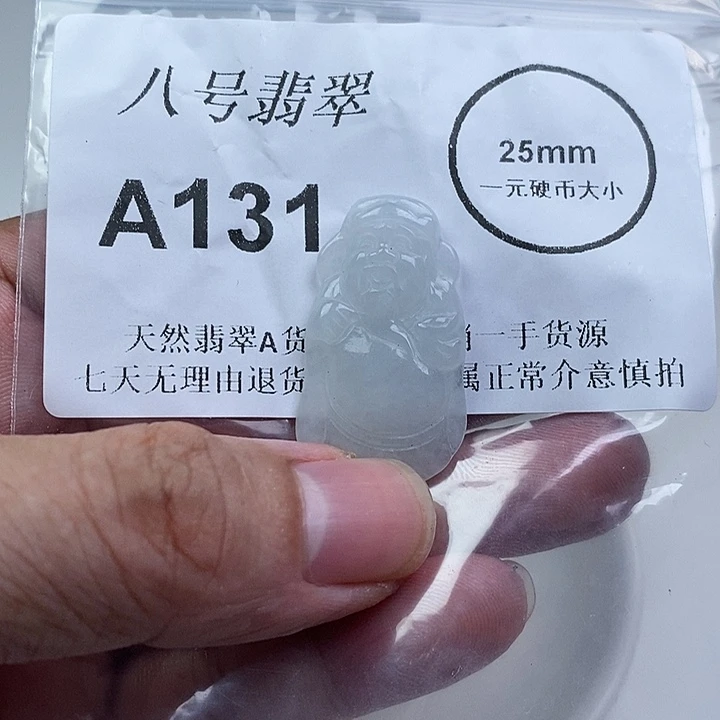 八号翡翠
25mm
一元硬币大小
A131
天然翡翠A货 一手货源
七天无理由退货 属正常介意慎拍